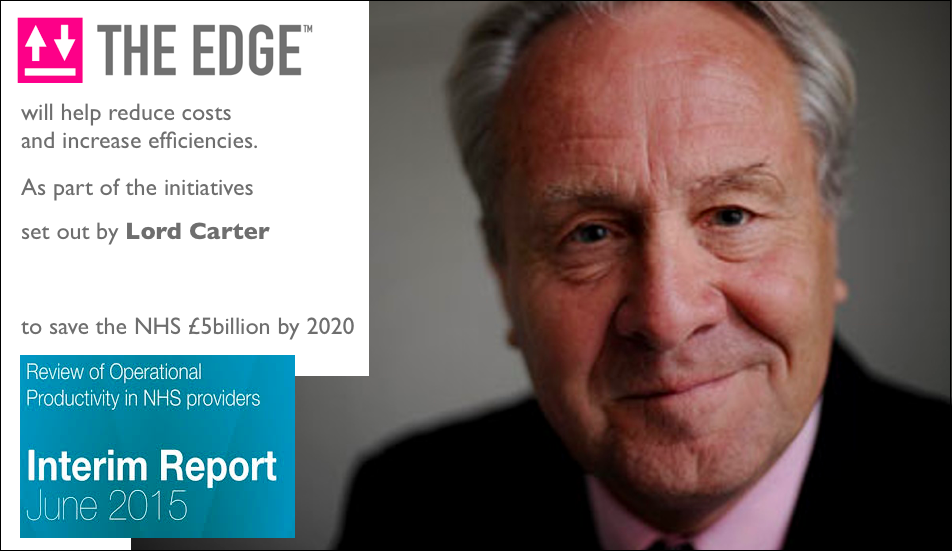 THE EDGE™
will help reduce costs
and increase efficiencies.
As part of the initiatives
set out by Lord Carter
to save the NHS £5billion by 2020
Review of Operational
Productivity in NHS providers
Interim Report
June 2015